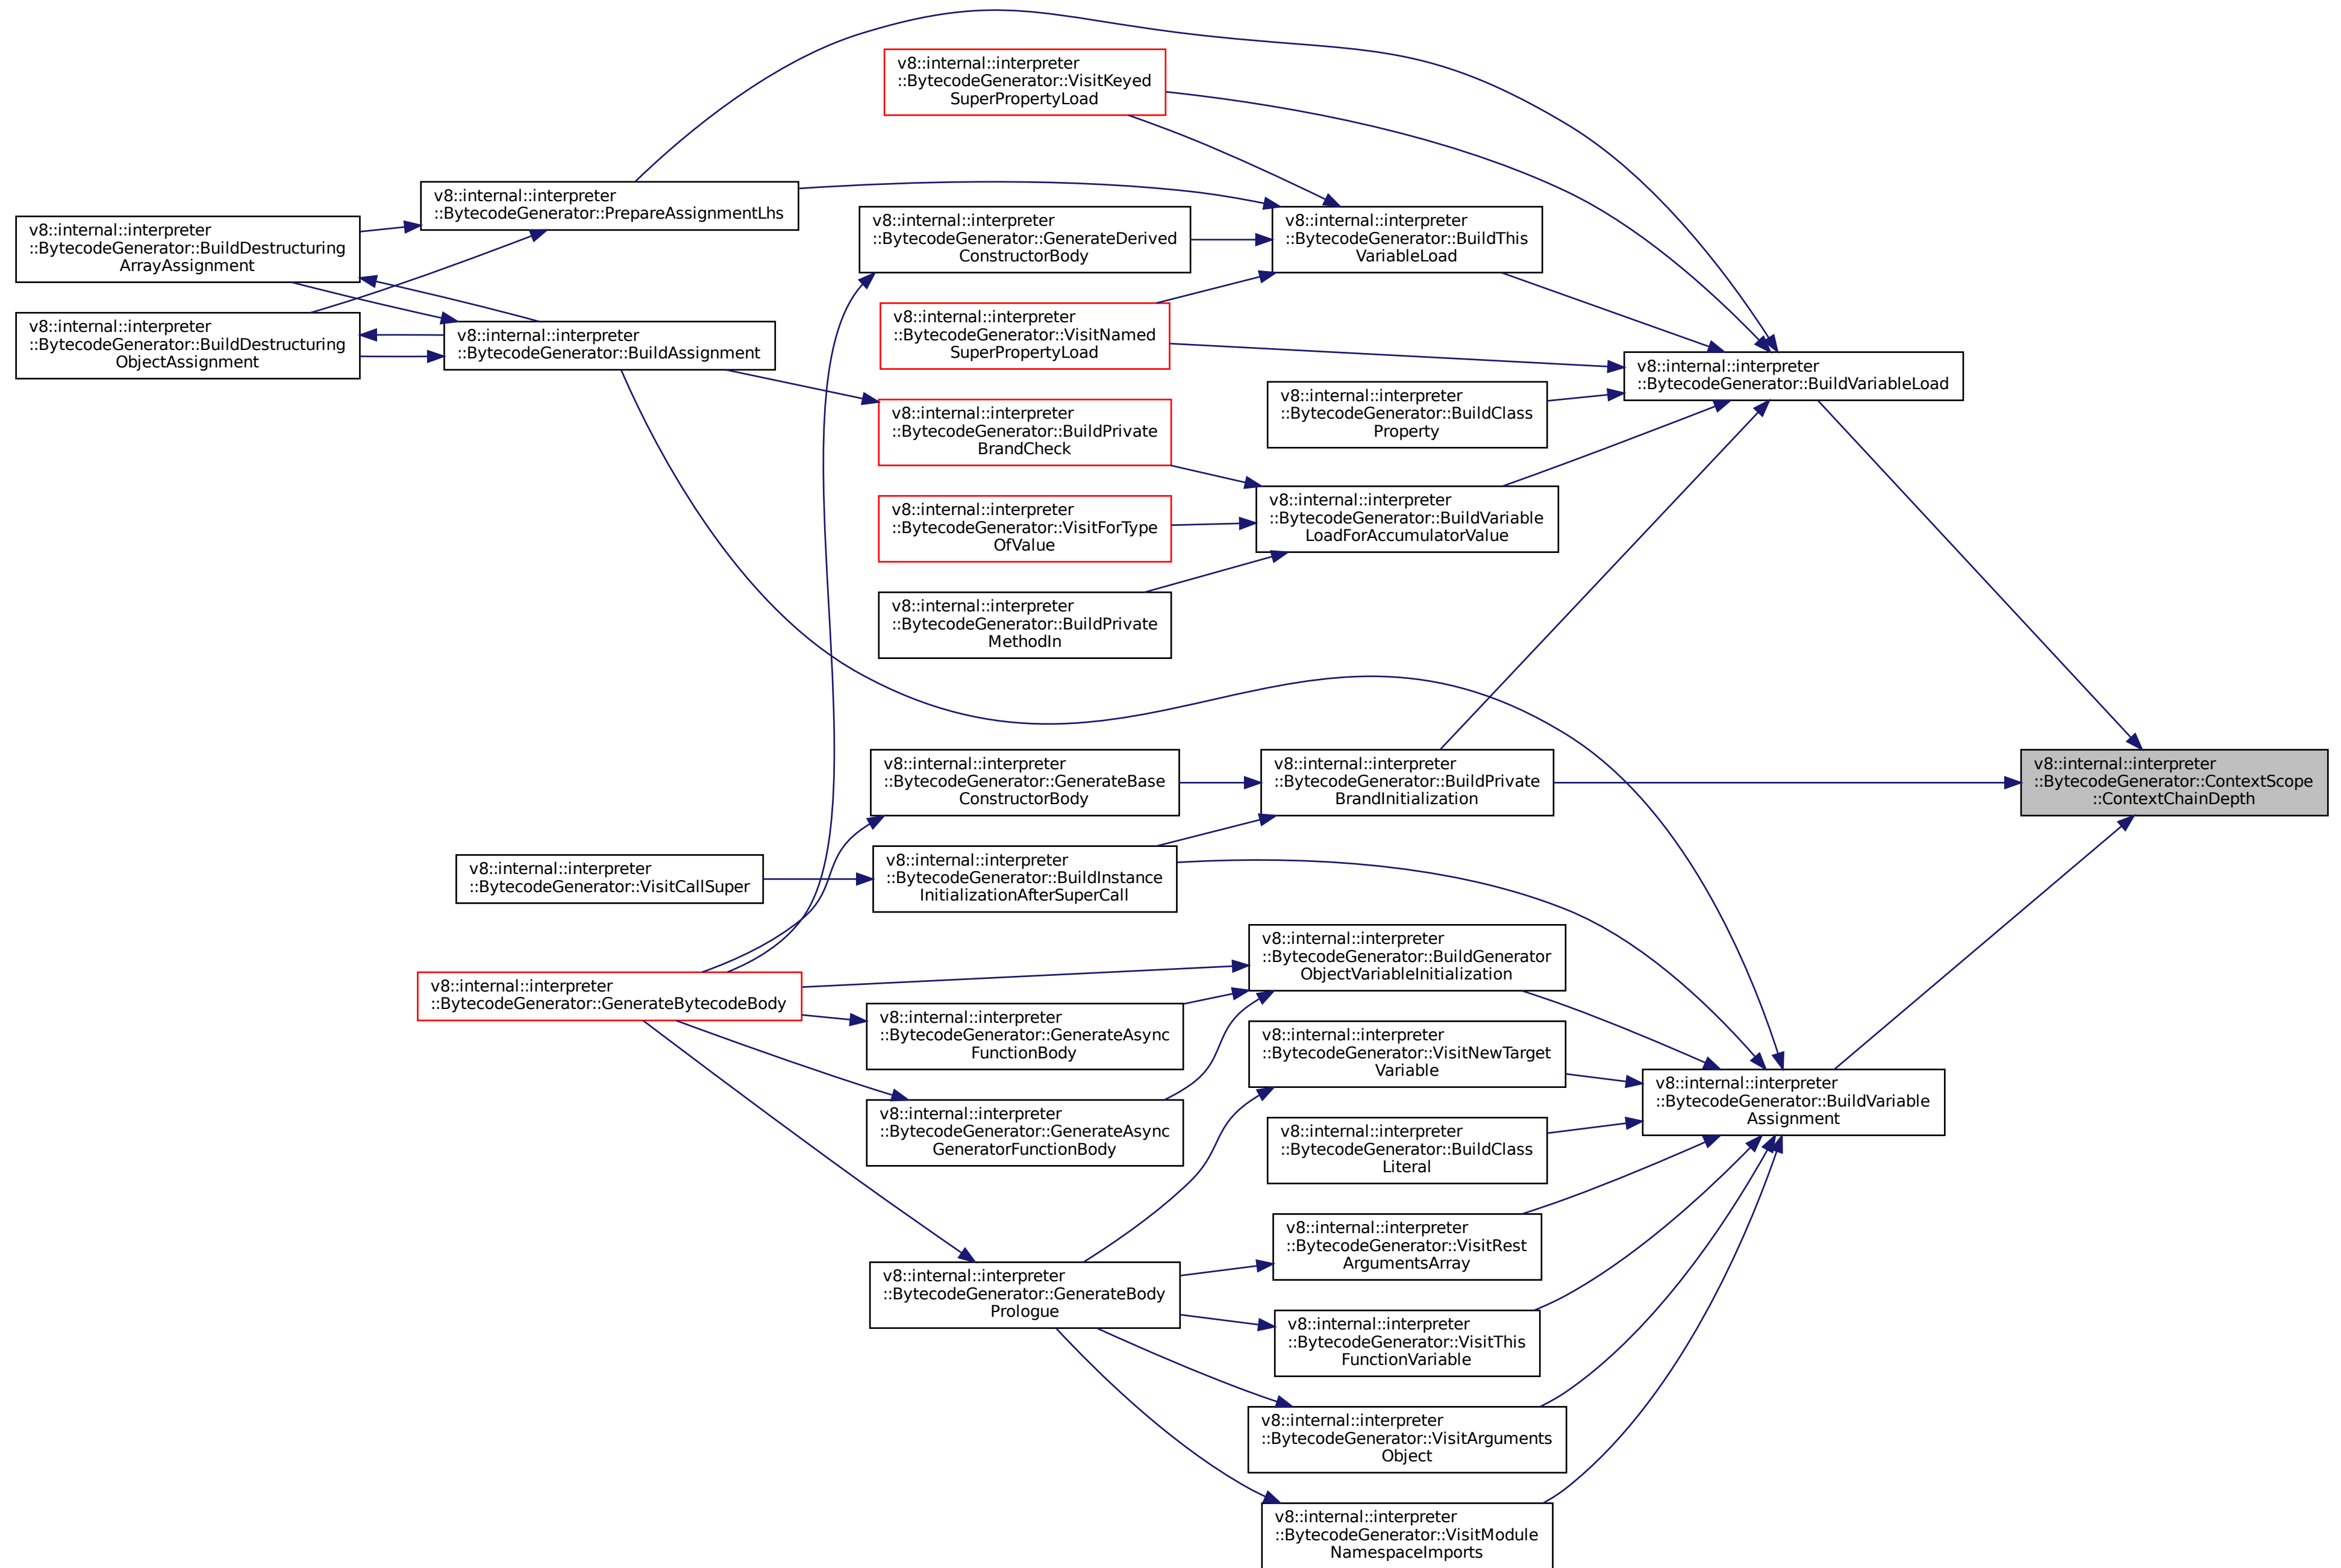 v8::internal::interpreter
::BytecodeGenerator::VisitKeyed
SuperPropertyLoad
v8::internal::interpreter
::BytecodeGenerator::PrepareAssignmentLhs
v8::internal::interpreter
::BytecodeGenerator::GenerateDerived
ConstructorBody
v8::internal::interpreter
::BytecodeGenerator::BuildThis
VariableLoad
v8::internal::interpreter
::BytecodeGenerator::BuildDestructuring
ArrayAssignment
v8::internal::interpreter
::BytecodeGenerator::VisitNamed
SuperPropertyLoad
v8::internal::interpreter
::BytecodeGenerator::BuildDestructuring
ObjectAssignment
v8::internal::interpreter
::BytecodeGenerator::BuildAssignment
v8::internal::interpreter
::BytecodeGenerator::BuildVariableLoad
v8::internal::interpreter
::BytecodeGenerator::BuildClass
Property
v8::internal::interpreter
::BytecodeGenerator::BuildPrivate
BrandCheck
v8::internal::interpreter
::BytecodeGenerator::BuildVariable
LoadForAccumulatorValue
v8::internal::interpreter
::BytecodeGenerator::VisitForType
OfValue
v8::internal::interpreter
::BytecodeGenerator::BuildPrivate
MethodIn
v8::internal::interpreter
::BytecodeGenerator::GenerateBase
ConstructorBody
v8::internal::interpreter
::BytecodeGenerator::BuildPrivate
BrandInitialization
v8::internal::interpreter
::BytecodeGenerator::ContextScope
::ContextChainDepth
v8::internal::interpreter
::BytecodeGenerator::VisitCallSuper
v8::internal::interpreter
::BytecodeGenerator::BuildInstance
InitializationAfterSuperCall
v8::internal::interpreter
::BytecodeGenerator::BuildGenerator
ObjectVariableInitialization
v8::internal::interpreter
::BytecodeGenerator::GenerateBytecodeBody
v8::internal::interpreter
::BytecodeGenerator::GenerateAsync
FunctionBody
v8::internal::interpreter
::BytecodeGenerator::VisitNewTarget
Variable
v8::internal::interpreter
::BytecodeGenerator::BuildVariable
Assignment
v8::internal::interpreter
::BytecodeGenerator::GenerateAsync
GeneratorFunctionBody
v8::internal::interpreter
::BytecodeGenerator::BuildClass
Literal
v8::internal::interpreter
::BytecodeGenerator::VisitRest
ArgumentsArray
v8::internal::interpreter
::BytecodeGenerator::GenerateBody
Prologue
v8::internal::interpreter
::BytecodeGenerator::VisitThis
FunctionVariable
v8::internal::interpreter
::BytecodeGenerator::VisitArguments
Object
v8::internal::interpreter
::BytecodeGenerator::VisitModule
NamespaceImports